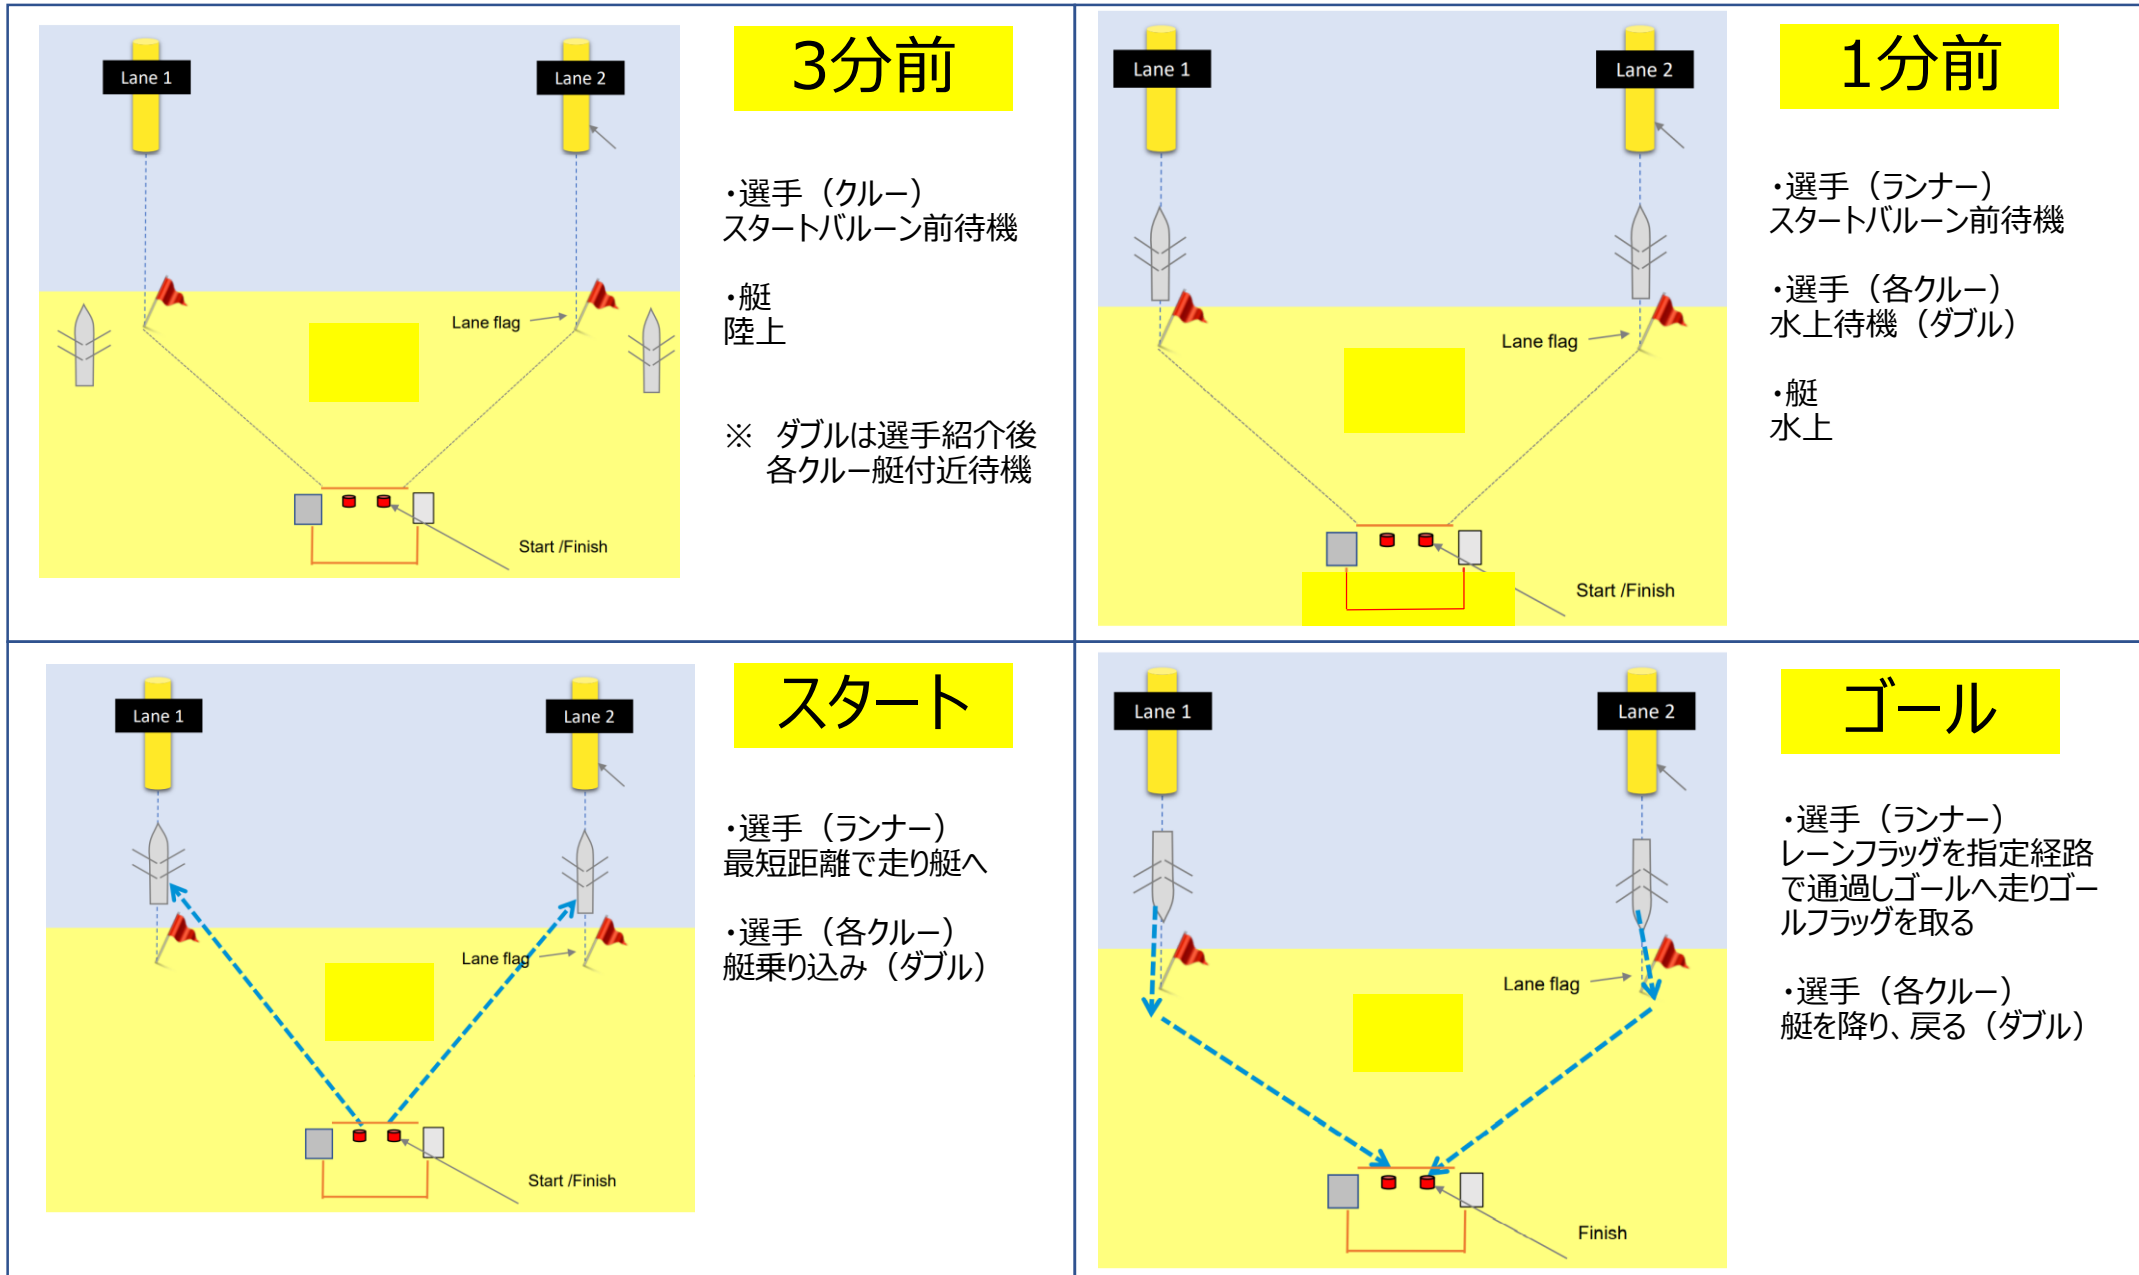 Lane 1
Lane 2
3分前
・選手（クルー）
スタートバルーン前待機
・艇
陸上
※　ダブルは選手紹介後
各クルー艇付近待機
Lane flag
Start /Finish
Lane 1
Lane 2
1分前
・選手（ランナー）
スタートバルーン前待機
・選手（各クルー）
水上待機（ダブル）
・艇
水上
Lane flag
Start /Finish
Lane 1
Lane 2
スタート
・選手（ランナー）
最短距離で走り艇へ
・選手（各クルー）
艇乗り込み（ダブル）
Lane flag
Start /Finish
Lane 1
Lane 2
ゴール
・選手（ランナー）
レーンフラッグを指定経路
で通過しゴールへ走りゴー
ルフラッグを取る
・選手（各クルー）
艇を降り、戻る（ダブル）
Lane flag
Finish